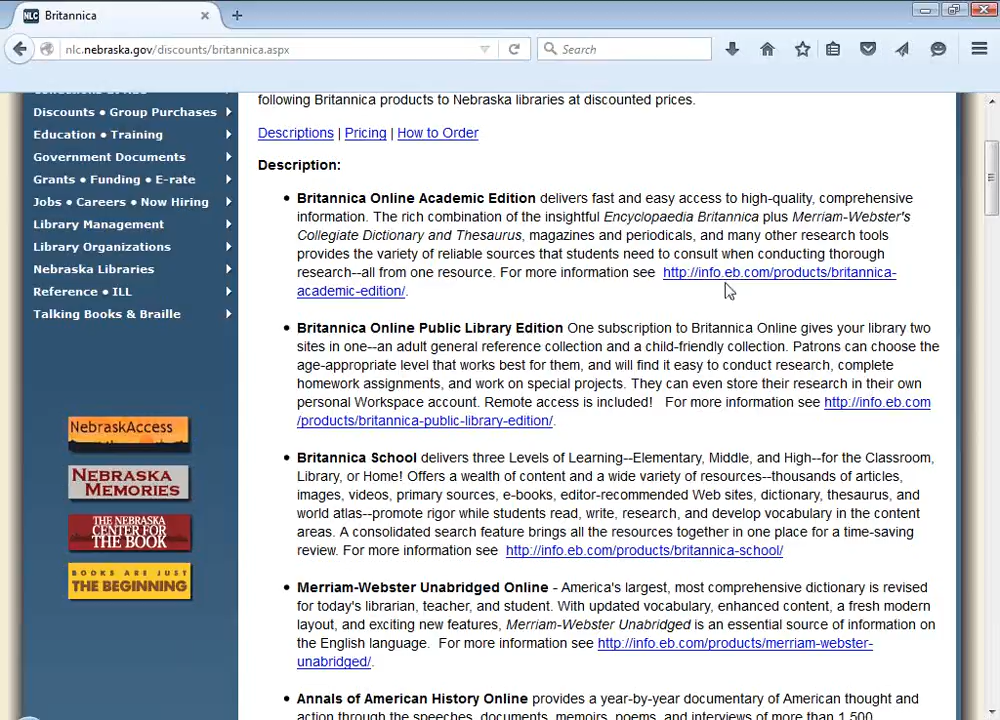 Britannica
nlc.nebraska.gov/discounts/britannica.aspx
Search
Discounts • Group Purchases
Education • Training
Government Documents
Grants • Funding • E-rate
Jobs • Careers • Now Hiring
Library Management
Library Organizations
Nebraska Libraries
Reference • ILL
Talking Books & Braille
NebraskAccess
NEBRASKA
MEMORIES
THE NEBRASKA
CENTER FOR
THE BOOK
BOOKS ARE JUST
THE BEGINNING
following Britannica products to Nebraska libraries at discounted prices.
Descriptions | Pricing | How to Order
Description:
• Britannica Online Academic Edition delivers fast and easy access to high-quality, comprehensive
information. The rich combination of the insightful Encyclopaedia Britannica plus Merriam-Webster's
Collegiate Dictionary and Thesaurus, magazines and periodicals, and many other research tools
provides the variety of reliable sources that students need to consult when conducting thorough
research--all from one resource. For more information see http://info.eb.com/products/britannica-
academic-edition/.
• Britannica Online Public Library Edition One subscription to Britannica Online gives your library two
sites in one--an adult general reference collection and a child-friendly collection. Patrons can choose the
age-appropriate level that works best for them, and will find it easy to conduct research, complete
homework assignments, and work on special projects. They can even store their research in their own
personal Workspace account. Remote access is included! For more information see http://info.eb.com
/products/britannica-public-library-edition/.
• Britannica School delivers three Levels of Learning--Elementary, Middle, and High--for the Classroom,
Library, or Home! Offers a wealth of content and a wide variety of resources--thousands of articles,
images, videos, primary sources, e-books, editor-recommended Web sites, dictionary, thesaurus, and
world atlas--promote rigor while students read, write, research, and develop vocabulary in the content
areas. A consolidated search feature brings all the resources together in one place for a time-saving
review. For more information see http://info.eb.com/products/britannica-school/
• Merriam-Webster Unabridged Online - America's largest, most comprehensive dictionary is revised
for today's librarian, teacher, and student. With updated vocabulary, enhanced content, a fresh modern
layout, and exciting new features, Merriam-Webster Unabridged is an essential source of information on
the English language. For more information see http://info.eb.com/products/merriam-webster-
unabridged/.
• Annals of American History Online provides a year-by-year documentary of American thought and
action through the speeches, documents, memoirs, poems, and interviews of more than 1,500